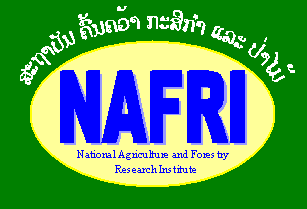 ສະຖາບັນ ຄົ້ນຄວ້າ ກະສິກຳ ແລະ ປ່າໄມ້
NAFRI
National Agriculture and Forestry
Research Institute